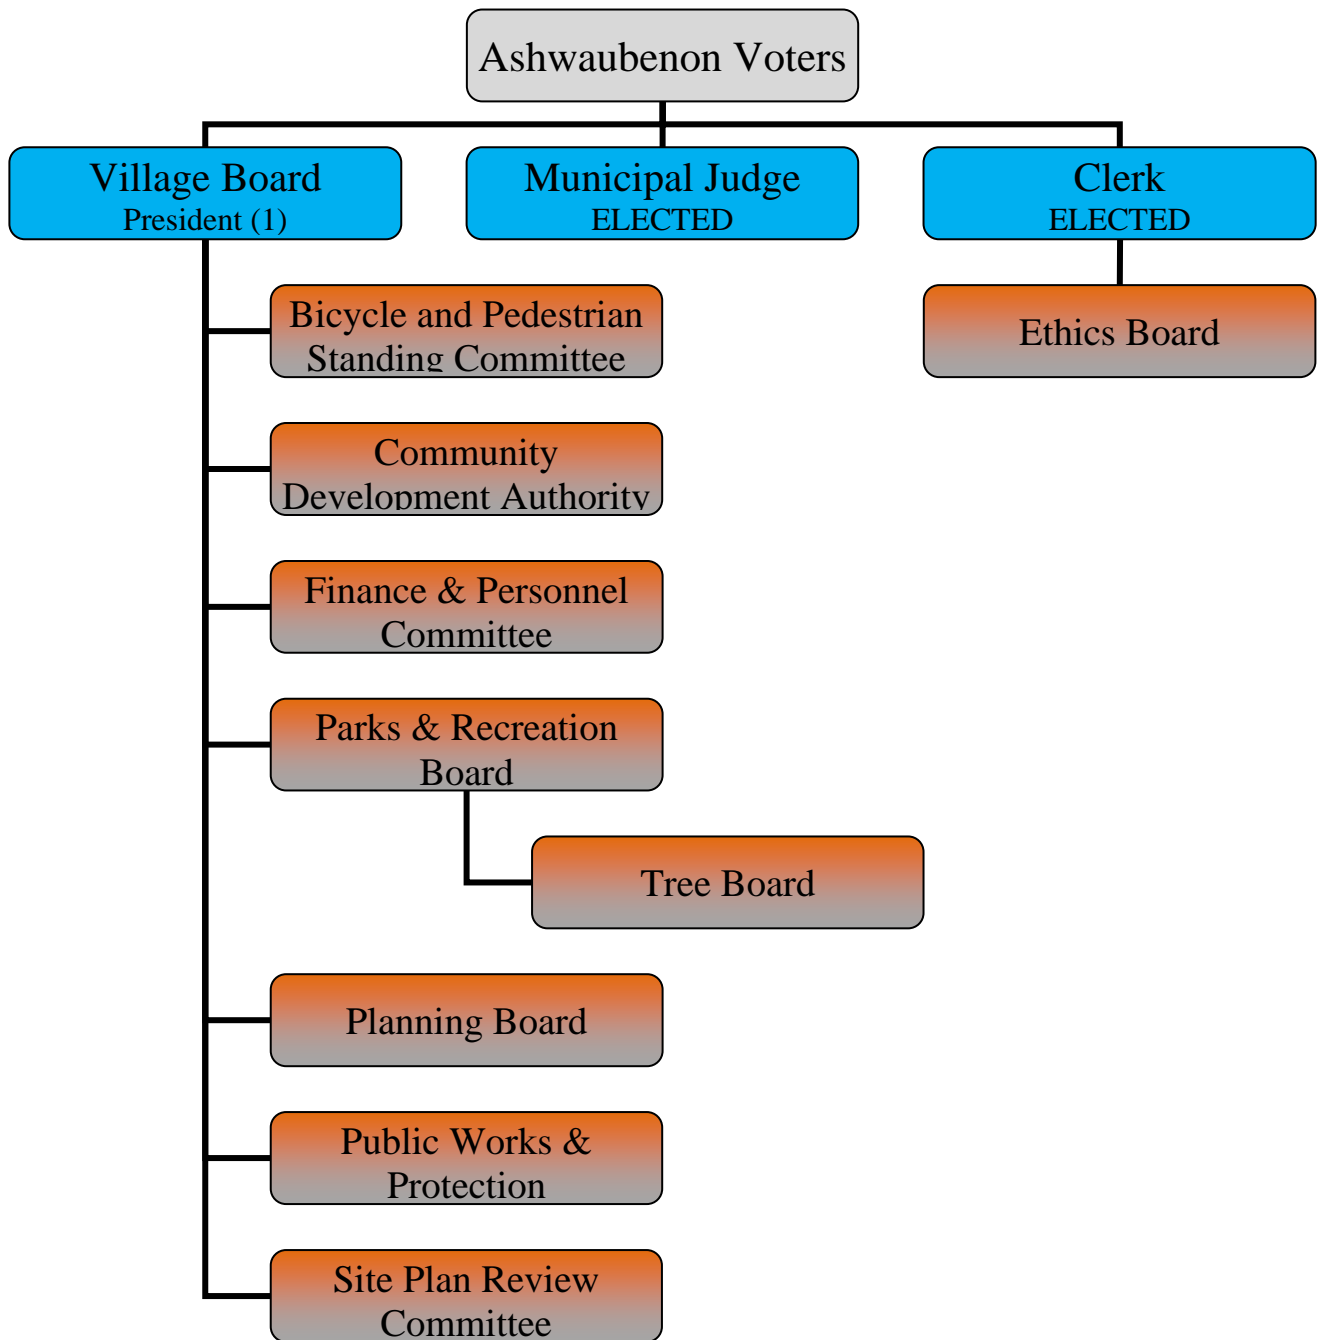 Ashwaubenon Voters
Village Board
President (1)
Municipal Judge
ELECTED
Clerk
ELECTED
Bicycle and Pedestrian
Standing Committee
Ethics Board
Community
Development Authority
Finance & Personnel
Committee
Parks & Recreation
Board
Tree Board
Planning Board
Public Works &
Protection
Site Plan Review
Committee